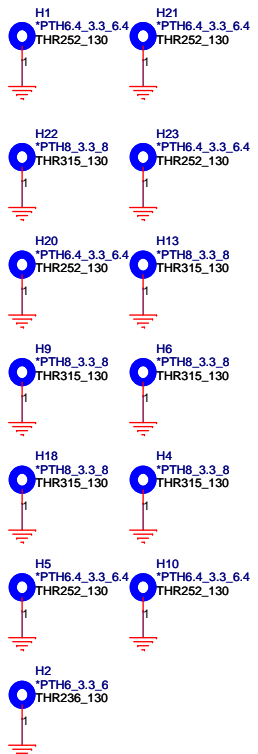 H1
*PTH6.4_3.3_6.4
THR252_130
1
H21
*PTH6.4_3.3_6.4
THR252_130
1
H22
*PTH8_3.3_8
THR315_130
1
H23
*PTH6.4_3.3_6.4
THR252_130
1
H20
*PTH6.4_3.3_6.4
THR252_130
1
H13
*PTH8_3.3_8
THR315_130
1
H9
*PTH8_3.3_8
THR315_130
1
H6
*PTH8_3.3_8
THR315_130
1
H18
*PTH8_3.3_8
THR315_130
1
H4
*PTH8_3.3_8
THR315_130
1
H5
*PTH6.4_3.3_6.4
THR252_130
1
H10
*PTH6.4_3.3_6.4
THR252_130
1
H2
*PTH6_3.3_6
THR236_130
1